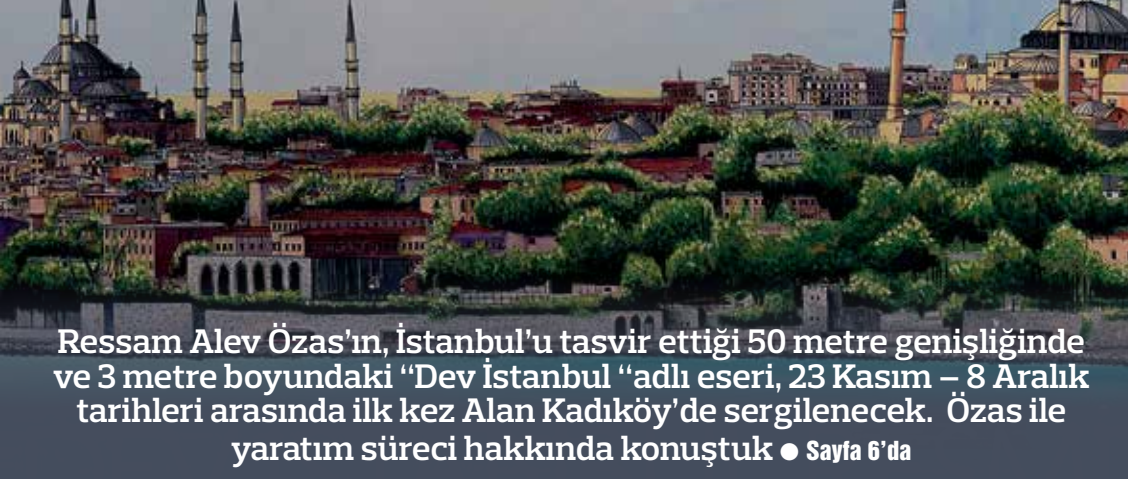 Ressam Alev Özas’ın, İstanbul’u tasvir ettiği 50 metre genişliğinde
ve 3 metre boyundaki “Dev İstanbul “adlı eseri, 23 Kasım – 8 Aralık
tarihleri arasında ilk kez Alan Kadıköy’de sergilenecek. Özas ile
yaratım süreci hakkında konuştuk ● Sayfa 6’da